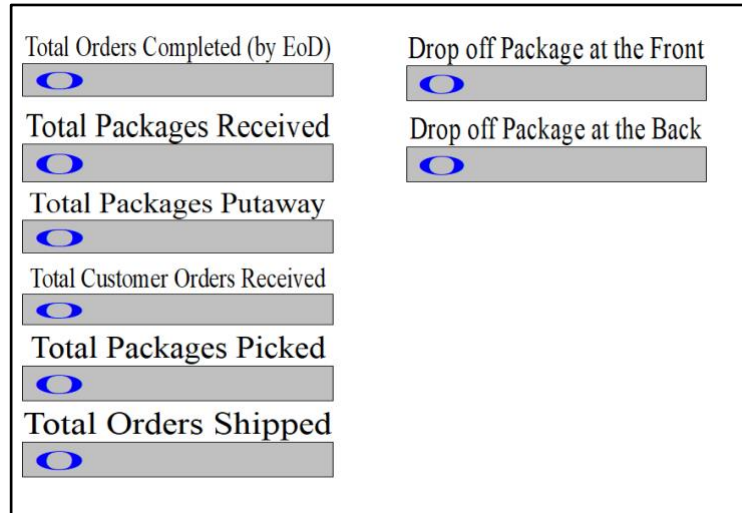 Total Orders Completed (by EoD)
Total Packages Received
Total Packages Putaway
Total Customer Orders Received
Total Packages Picked
Total Orders Shipped
Drop off Package at the Front
Drop off Package at the Back